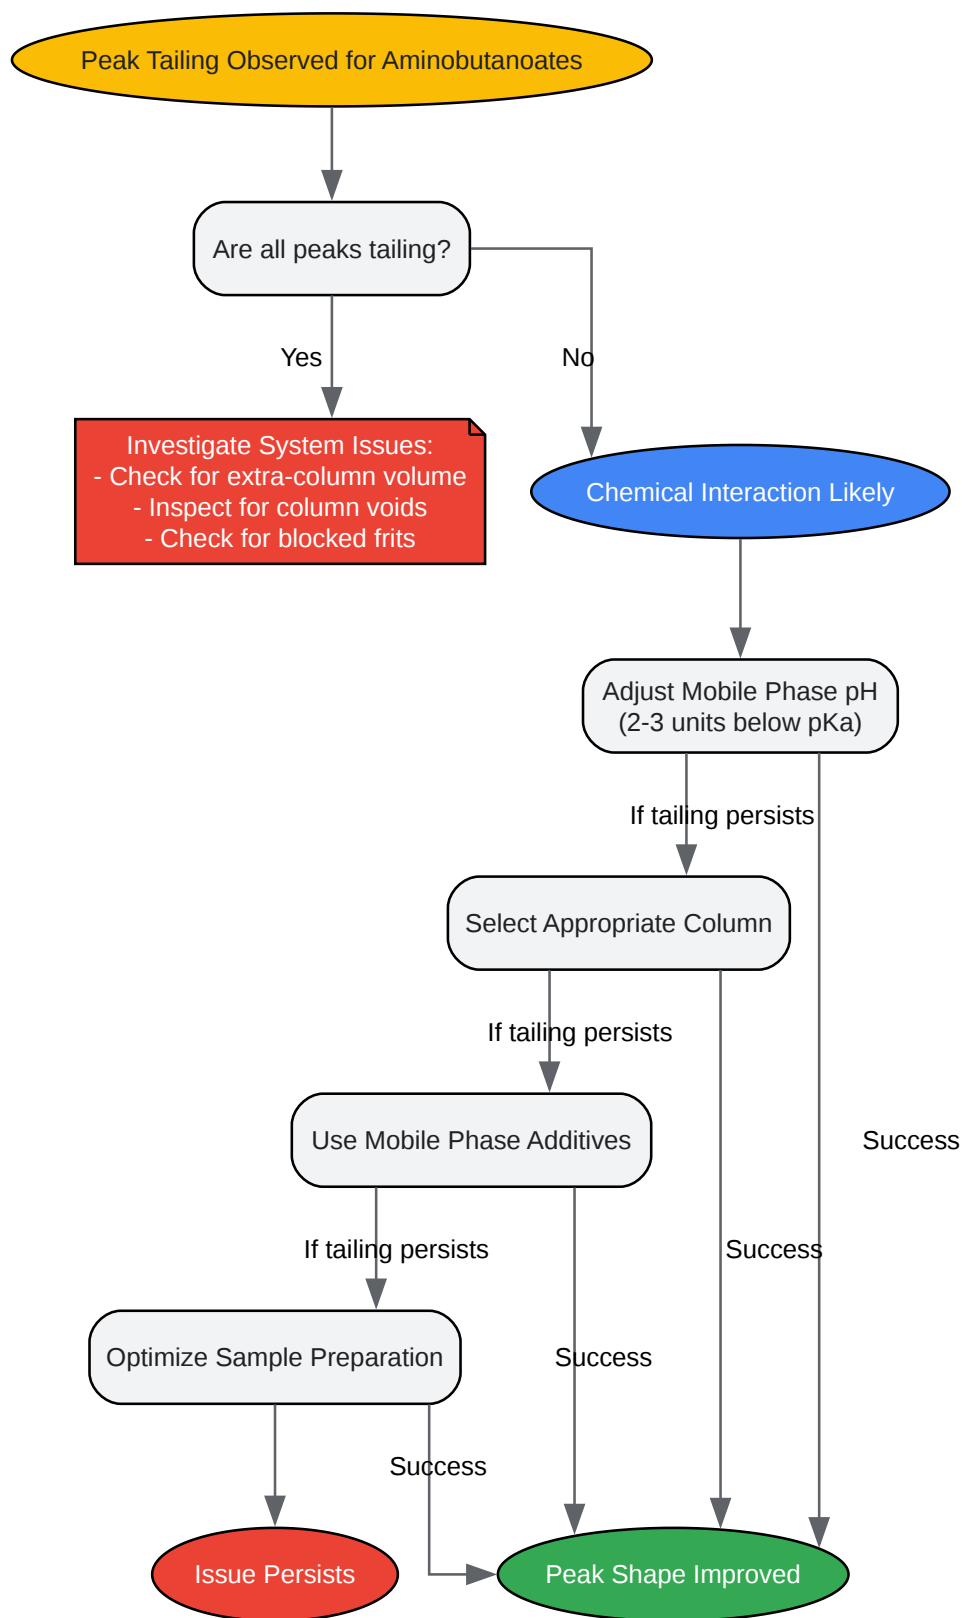 Peak Tailing Observed for Aminobutanoates
Are all peaks tailing?
Yes
No
Investigate System Issues:
- Check for extra-column volume
- Inspect for column voids
- Check for blocked frits
Chemical Interaction Likely
Adjust Mobile Phase pH
(2-3 units below pKa)
If tailing persists
Select Appropriate Column
If tailing persists
Use Mobile Phase Additives
Success
If tailing persists
Success
Optimize Sample Preparation
Success
Success
Issue Persists
Peak Shape Improved